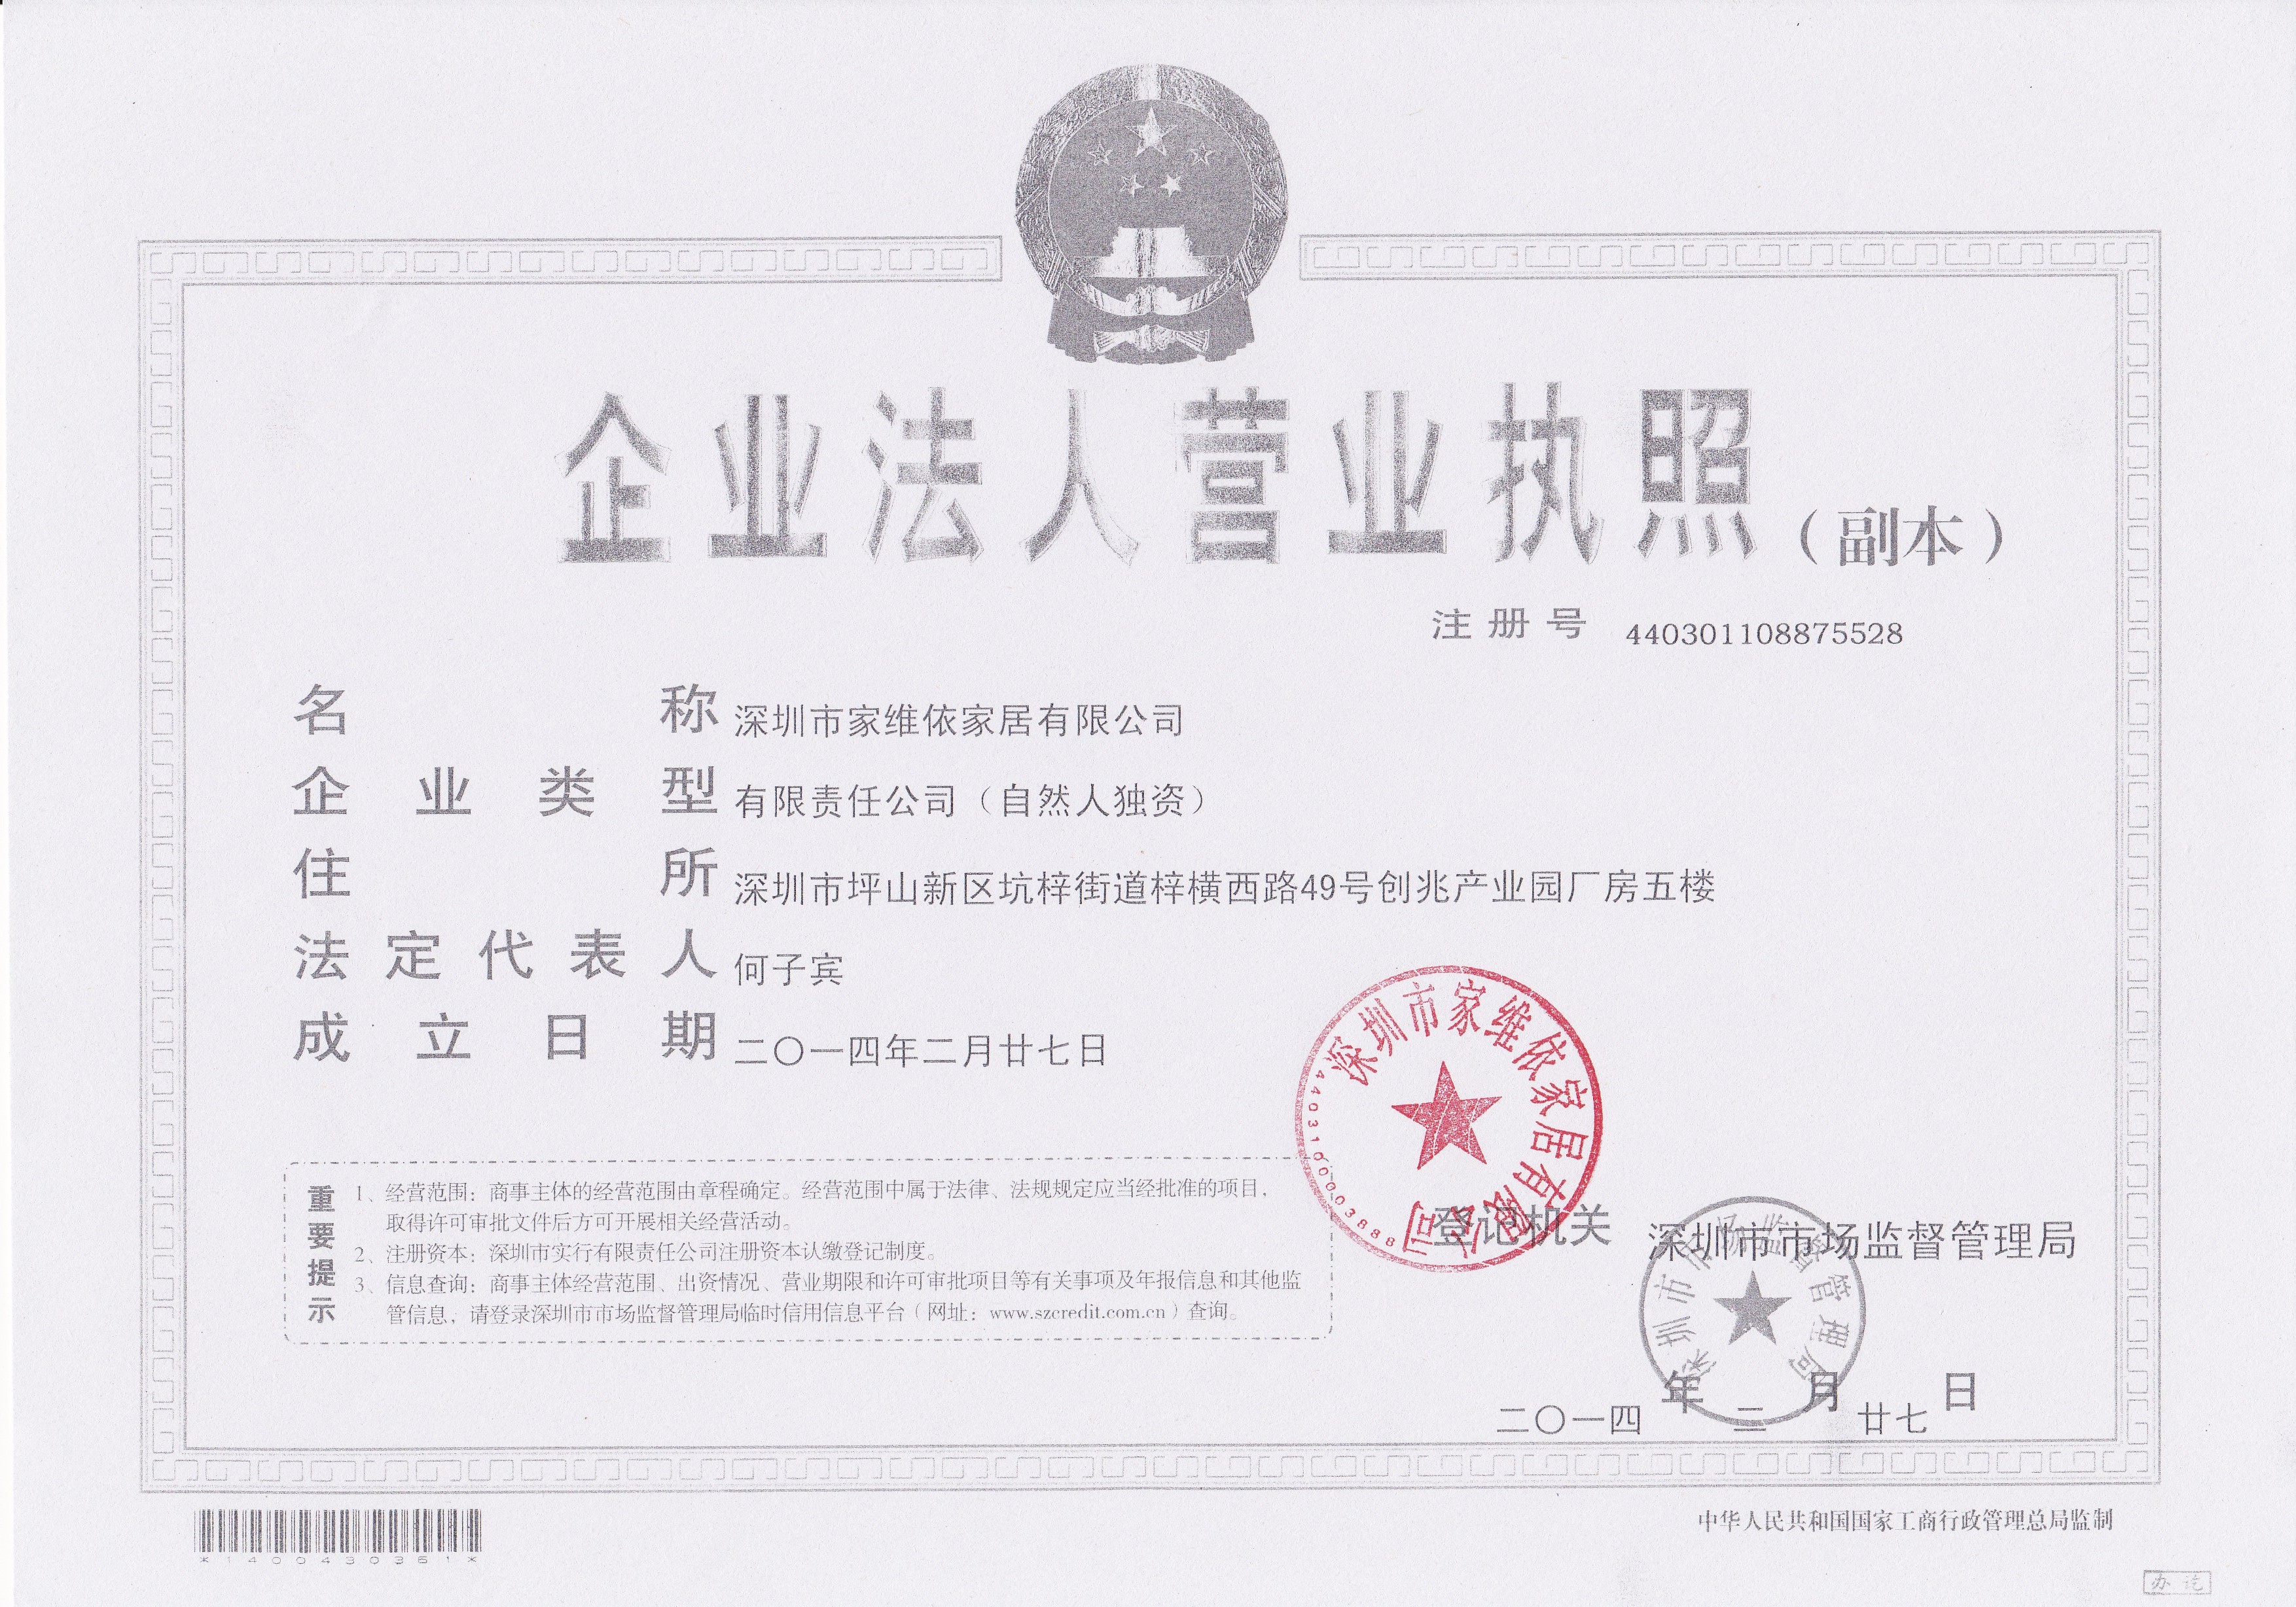 企业法人营业执照（副本）
注册号 440301108875528
名称 深圳市家维依家居有限公司
企业类型 有限责任公司（自然人独资）
住所 深圳市坪山新区坑梓街道梓横西路49号创兆产业园厂房五楼
法定代表人 何子宾
成立日期 二〇一四年二月廿七日
深圳市家维依家居有限公司
重要提示
1、经营范围：商事主体的经营范围由章程确定。经营范围中属于法律、法规规定应当经批准的项目，
取得许可审批文件后方可开展相关经营活动。
2、注册资本：深圳市实行有限责任公司注册资本认缴登记制度。
3、信息查询：商事主体经营范围、出资情况、营业期限和许可审批项目等有关事项及年报信息和其他监
管信息，请登录深圳市市场监督管理局临时信用信息平台（网址：www.szcredit.com.cn）查询。
登记机关 深圳市市场监督管理局
深圳市市场监督管理局
二〇一四年二月廿七日
*1400430361*
中华人民共和国国家工商行政管理总局监制
办讫